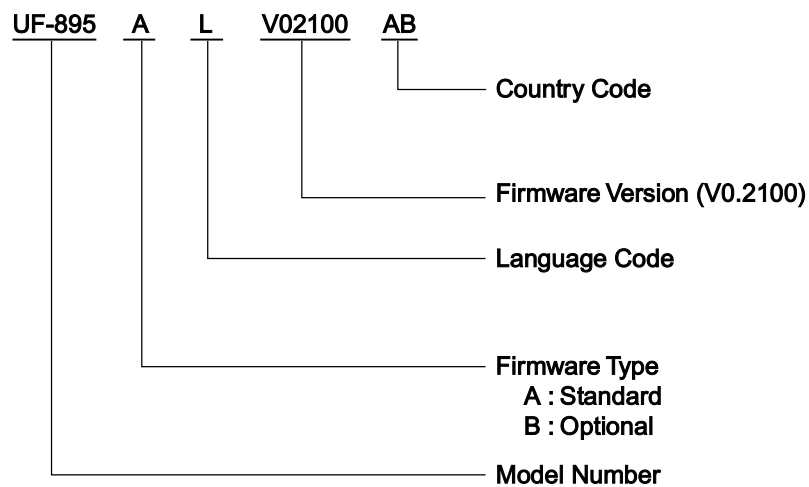 UF-895 A L V02100 AB
Country Code
Firmware Version (V0.2100)
Language Code
Firmware Type
A : Standard
B : Optional
Model Number